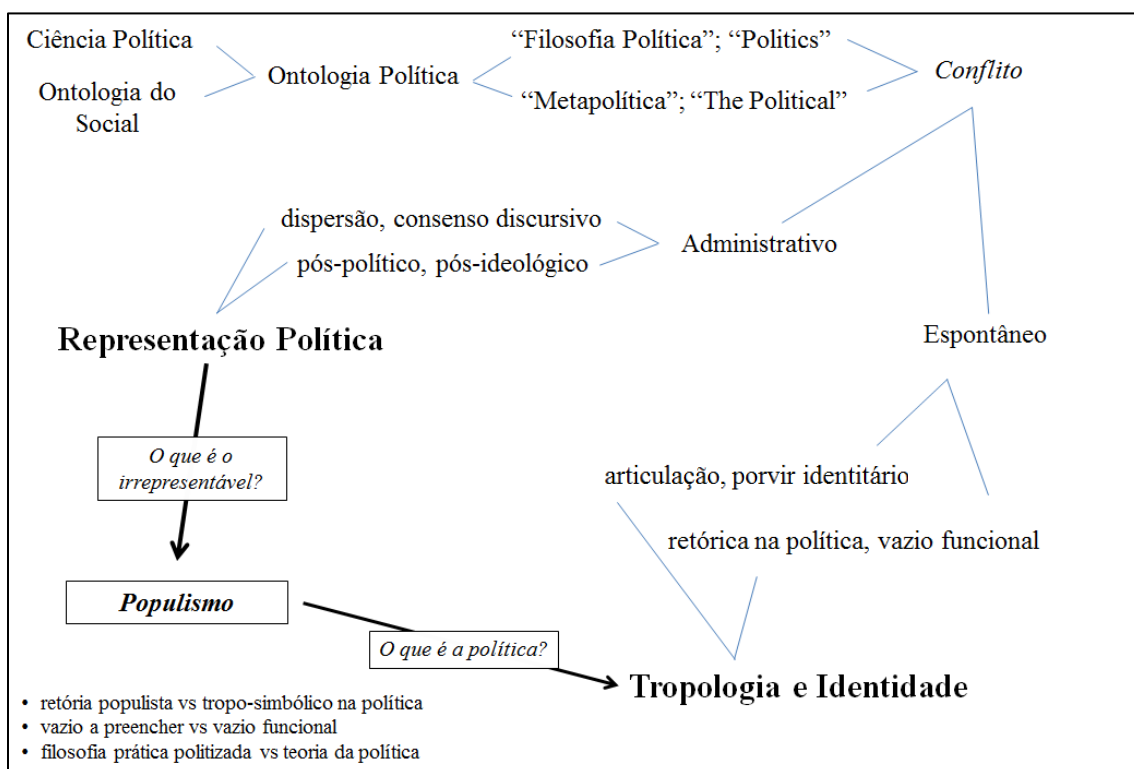 Ciência Política
Ontologia do
Social
Ontologia Política
“Filosofia Política”; “Politics”
“Metapolítica”; “The Political”
Conflito
dispersão, consenso discursivo
pós-político, pós-ideológico
Administrativo
Representação Política
Espontâneo
O que é o
irrepresentável?
articulação, porvir identitário
retórica na política, vazio funcional
Populismo
O que é a política?
Tropologia e Identidade
• retória populista vs tropo-simbólico na política
• vazio a preencher vs vazio funcional
• filosofia prática politizada vs teoria da política